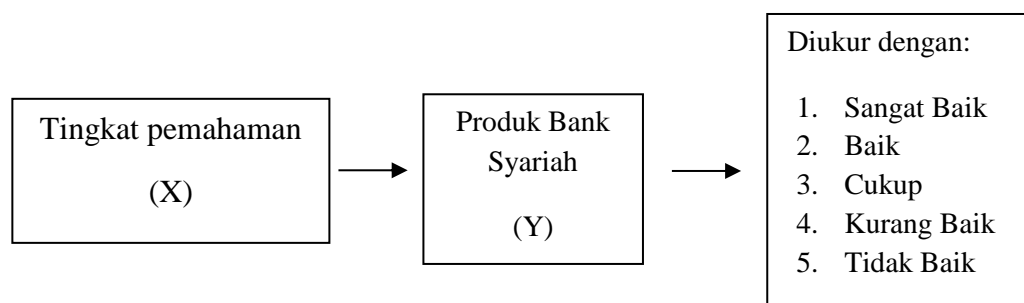 Tingkat pemahaman
(X)
Produk Bank
Syariah
(Y)
Diukur dengan:
1. Sangat Baik
2. Baik
3. Cukup
4. Kurang Baik
5. Tidak Baik